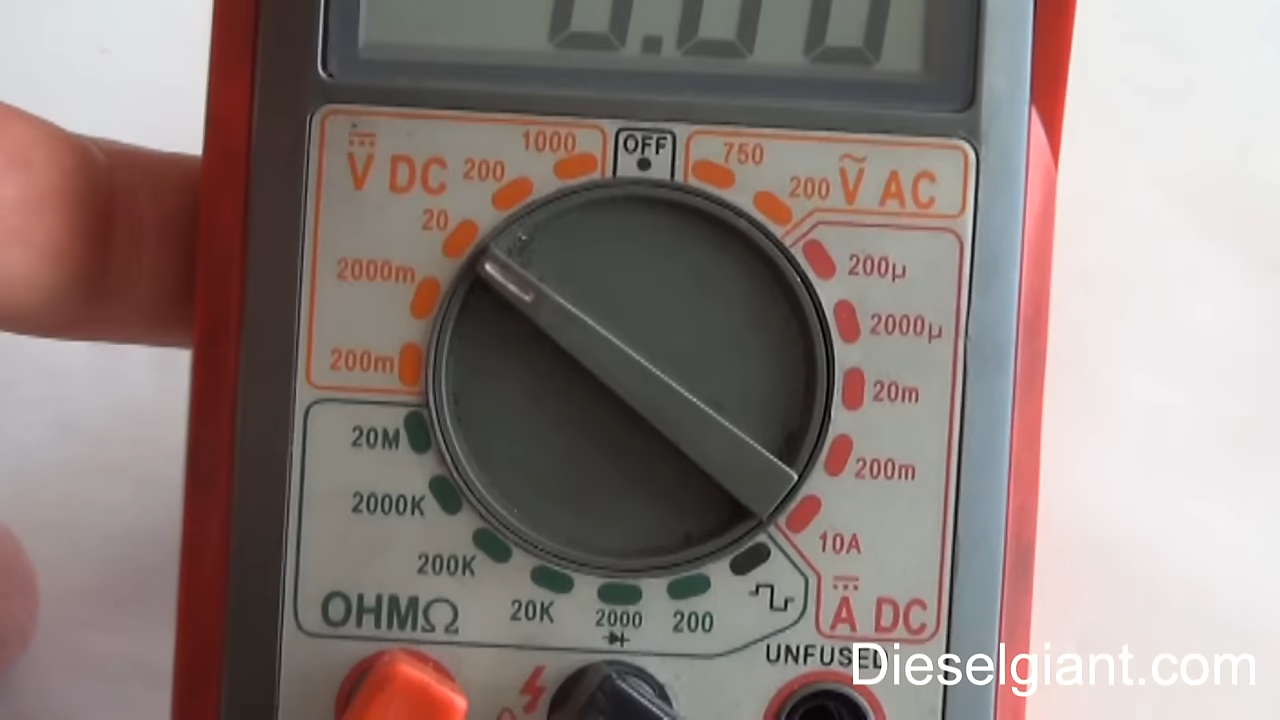 0.00
V DC
1000
200
20
2000m
200m
OFF
750
200
V AC
200µ
2000µ
20m
200m
10A
A DC
20M
2000K
200K
20K
2000
200
OHMΩ
UNFUSED
Dieselgiant.com